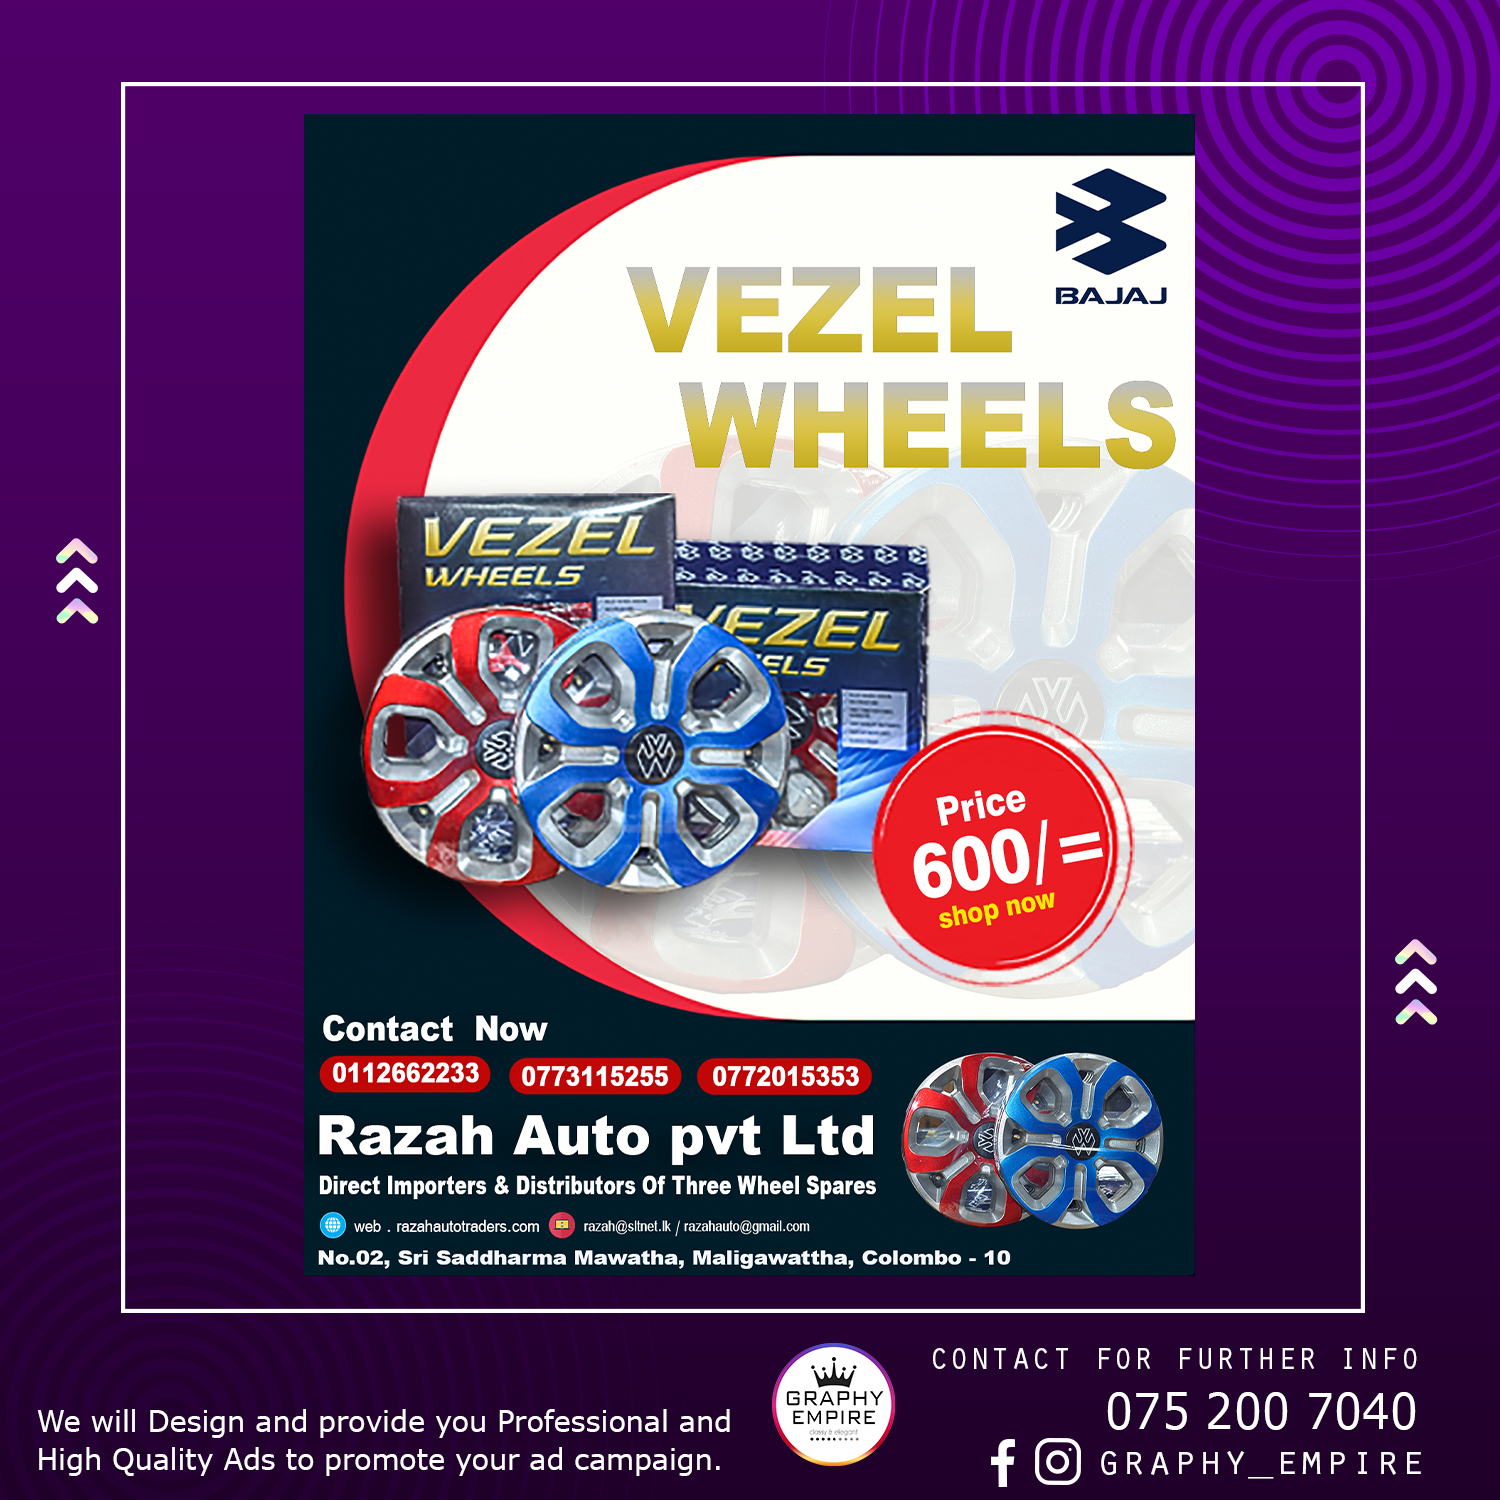 BAJAJ
VEZEL
WHEELS
VEZEL
WHEELS
VEZEL
ELS
Price
600/=
shop now
Contact Now
0112662233 0773115255 0772015353
Razah Auto pvt Ltd
Direct Importers & Distributors Of Three Wheel Spares
web . razahautotraders.com razah@sltnet.lk / razahauto@gmail.com
No.02, Sri Saddharma Mawatha, Maligawattha, Colombo - 10
We will Design and provide you Professional and
High Quality Ads to promote your ad campaign.
GRAPHY
EMPIRE
classy & elegant
CONTACT FOR FURTHER INFO
075 200 7040
GRAPHY_EMPIRE